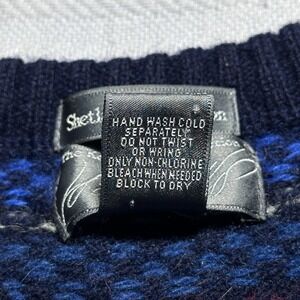 HAND WASH COLD
SEPARATELY
DO NOT TWIST
OR WRING
ONLY NON-CHLORINE
BLEACH WHEN NEEDED
BLOCK TO DRY